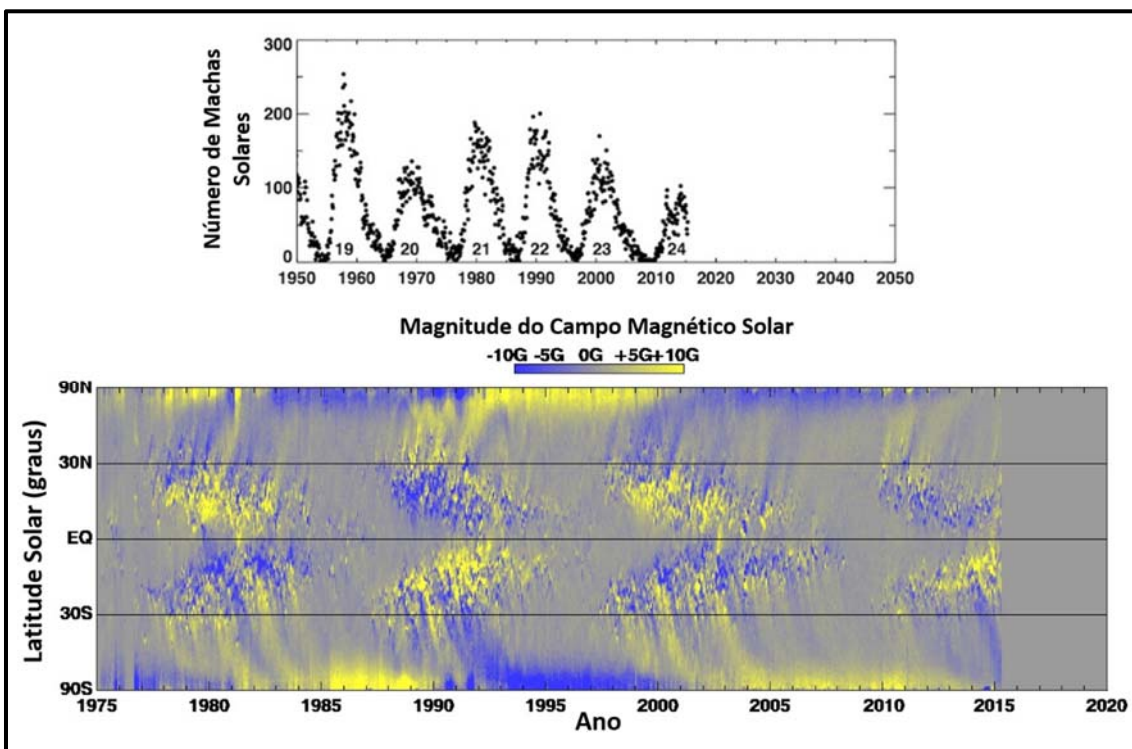 Número de Machas
Solares
300
200
100
0
19 20 21 22 23 24
1950 1960 1970 1980 1990 2000 2010 2020 2030 2040 2050
Magnitude do Campo Magnético Solar
-10G -5G 0G +5G+10G
Latitude Solar (graus)
90N
30N
EQ
30S
90S
1975 1980 1985 1990 1995 2000 2005 2010 2015 2020
Ano